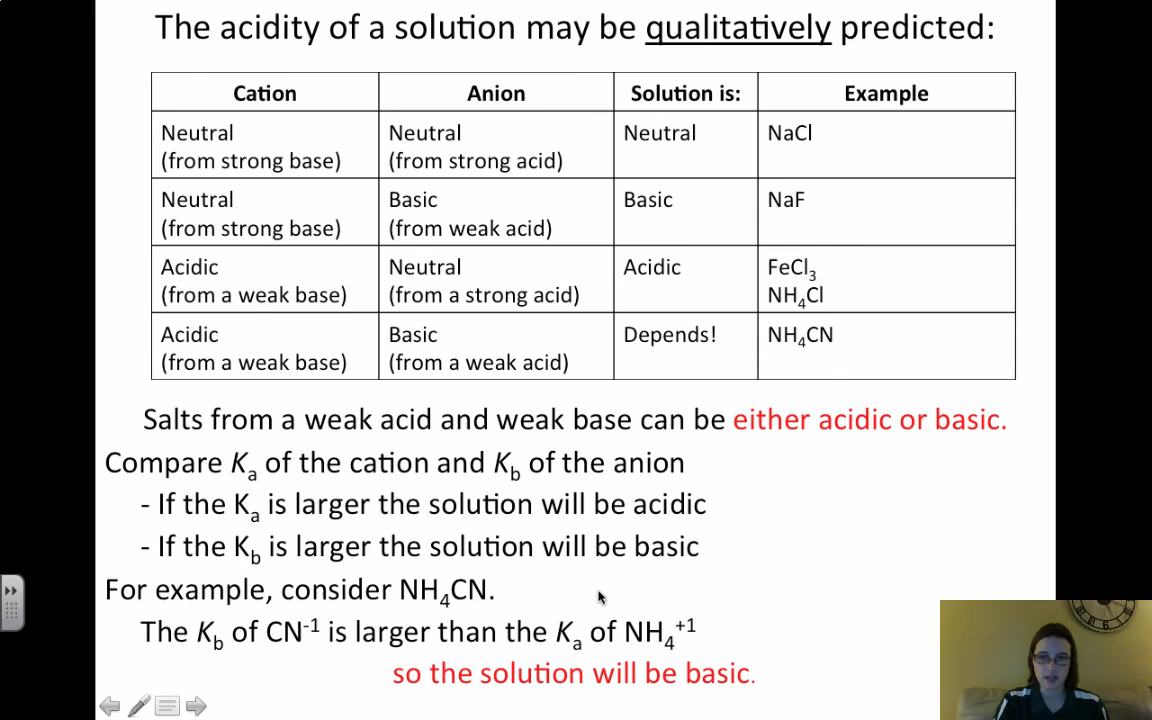 The acidity of a solution may be qualitatively predicted:
Cation Anion Solution is: Example
Neutral Neutral Neutral NaCl
(from strong base) (from strong acid)
Neutral Basic Basic NaF
(from strong base) (from weak acid)
Acidic Neutral Acidic FeCl₃
(from a weak base) (from a strong acid) NH₄Cl
Acidic Basic Depends! NH₄CN
(from a weak base) (from a weak acid)
Salts from a weak acid and weak base can be either acidic or basic.
Compare Kₐ of the cation and K_b of the anion
- If the Kₐ is larger the solution will be acidic
- If the K_b is larger the solution will be basic
For example, consider NH₄CN.
The K_b of CN⁻¹ is larger than the Kₐ of NH₄⁺¹
so the solution will be basic.